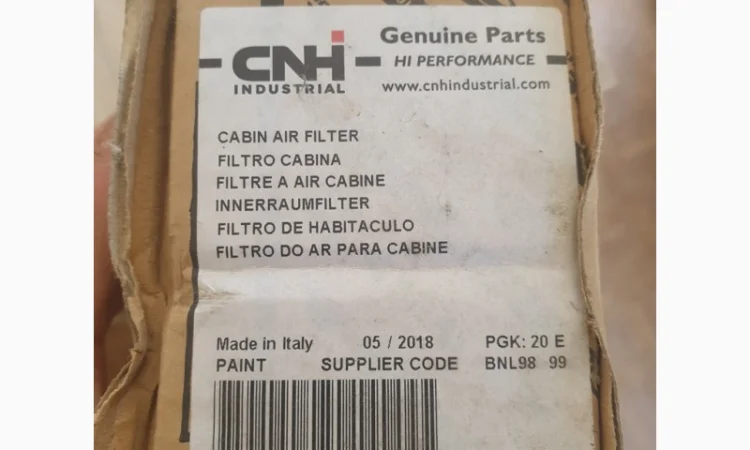 Genuine Parts
CNH HI PERFORMANCE
INDUSTRIAL www.cnhindustrial.com
CABIN AIR FILTER
FILTRO CABINA
FILTRE A AIR CABINE
INNERRAUMFILTER
FILTRO DE HABITACULO
FILTRO DO AR PARA CABINE
Made in Italy 05 / 2018 PGK: 20 E
PAINT SUPPLIER CODE BNL98 99